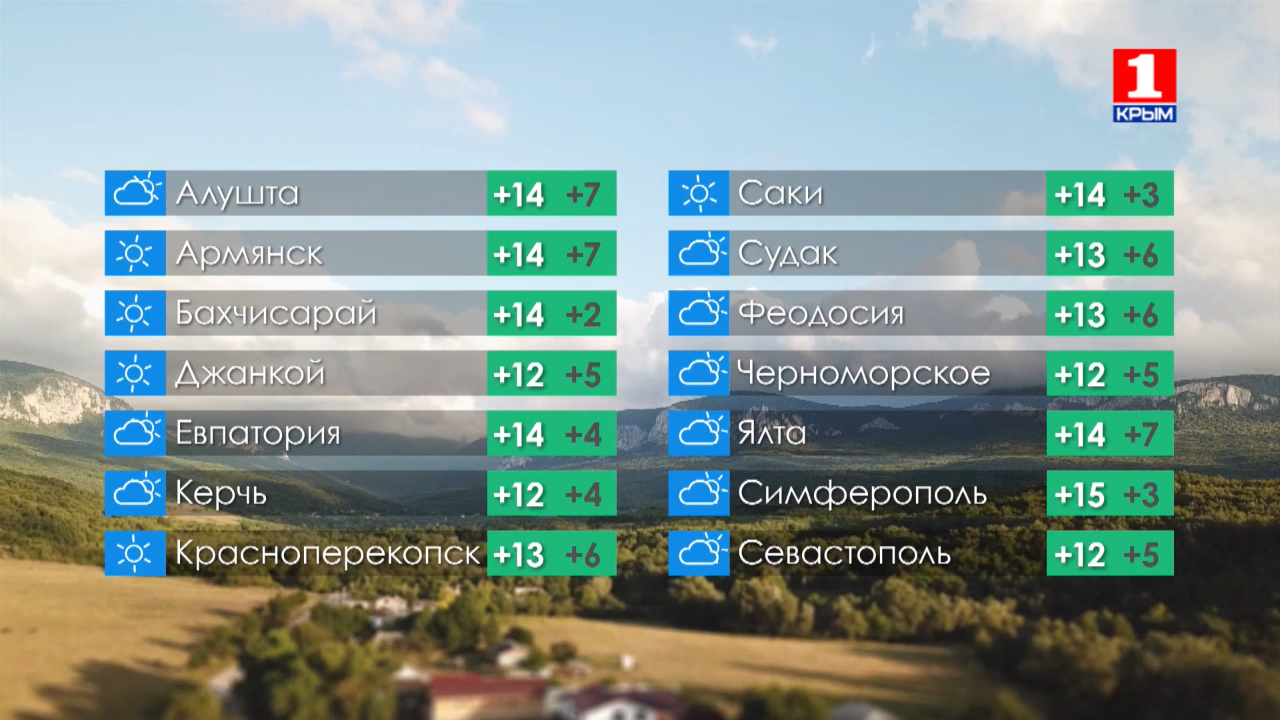 1
КРЫМ
Алушта +14 +7
Армянск +14 +7
Бахчисарай +14 +2
Джанкой +12 +5
Евпатория +14 +4
Керчь +12 +4
Красноперекопск +13 +6
Саки +14 +3
Судак +13 +6
Феодосия +13 +6
Черноморское +12 +5
Ялта +14 +7
Симферополь +15 +3
Севастополь +12 +5